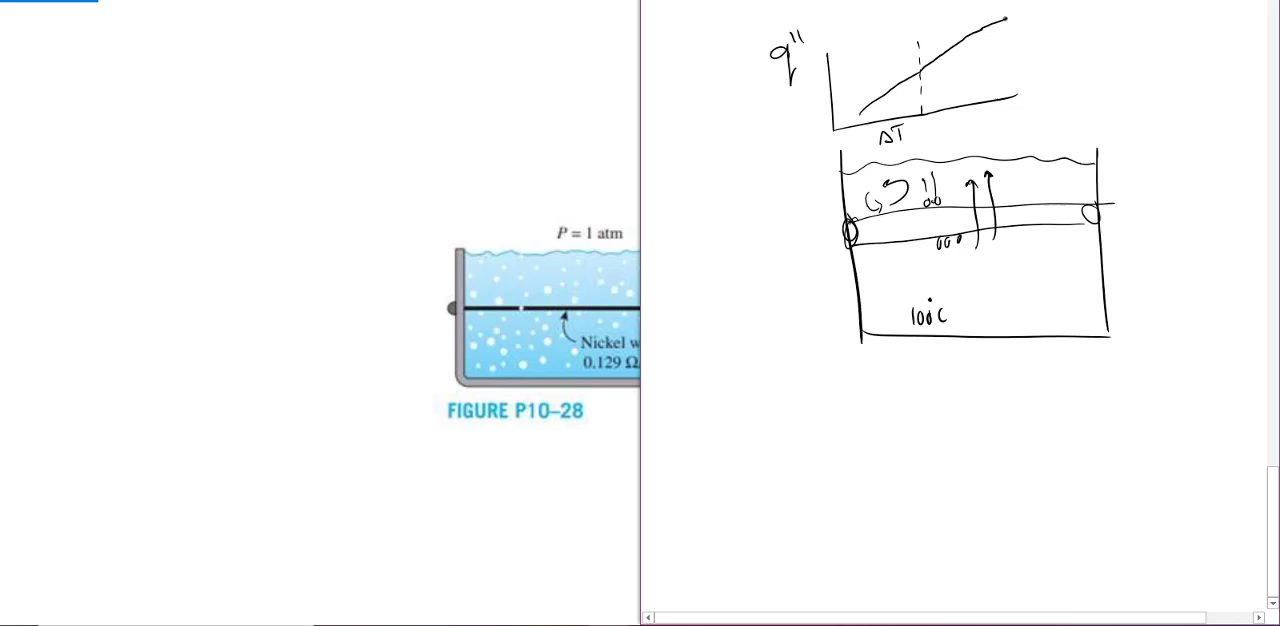 P = 1 atm
Nickel w
0.129 Ω
FIGURE P10–28
q"
ΔT
100°C